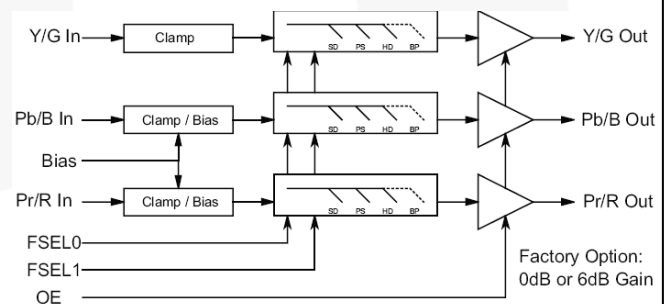 Y/G In
Clamp
SD PS HD BP
Y/G Out
Pb/B In
Clamp / Bias
SD PS HD BP
Pb/B Out
Bias
Pr/R In
Clamp / Bias
SD PS HD BP
Pr/R Out
FSEL0
FSEL1
OE
Factory Option:
0dB or 6dB Gain